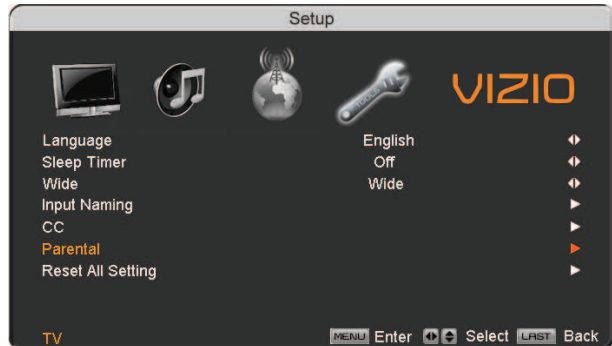 Setup
TOOLS
VIZIO
Language English
Sleep Timer Off
Wide Wide
Input Naming
CC
Parental
Reset All Setting
TV MENU Enter Select LAST Back